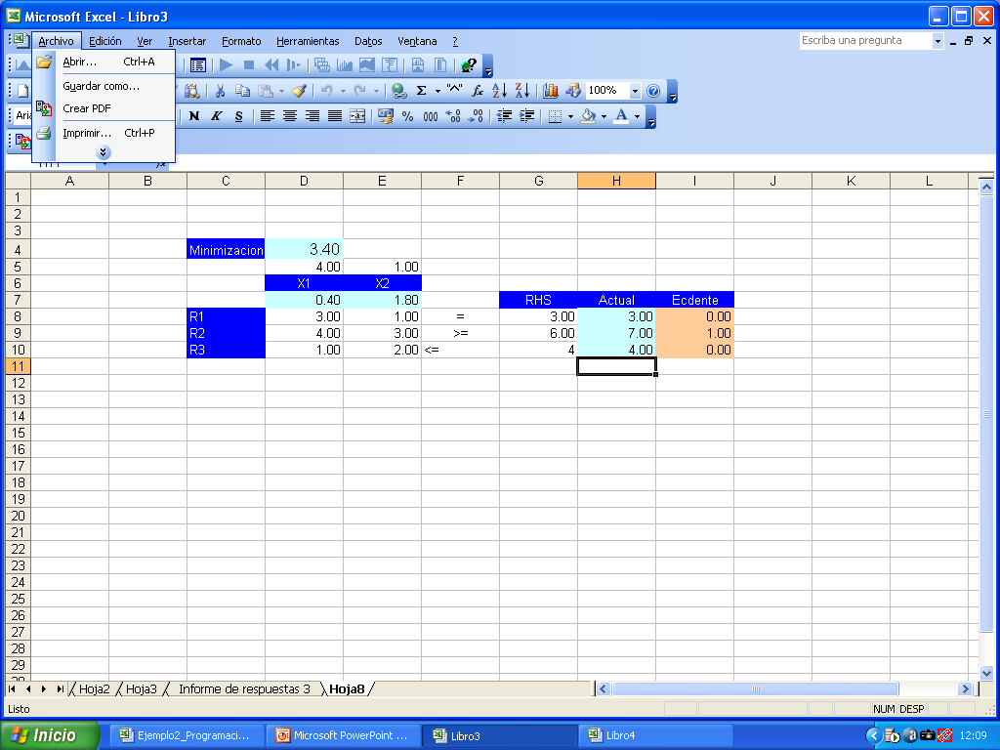 Microsoft Excel - Libro3
Archivo Edición Ver Insertar Formato Herramientas Datos Ventana ? Escriba una pregunta
Abrir... Ctrl+A
Guardar como...
Crear PDF
Imprimir... Ctrl+P
100%
N K S % 000
A B C D E F G H I J K L
1
2
3
4 Minimizacion 3.40
5 4.00 1.00
6 X1 X2
7 0.40 1.80 RHS Actual Ecdente
8 R1 3.00 1.00 = 3.00 3.00 0.00
9 R2 4.00 3.00 >= 6.00 7.00 1.00
10 R3 1.00 2.00 <= 4 4.00 0.00
11
12
13
14
15
16
17
18
19
20
21
22
23
24
25
26
27
28
29
Hoja2 Hoja3 Informe de respuestas 3 Hoja8
Listo NUM DESP
Inicio Ejemplo2_Programaci... Microsoft PowerPoint ... Libro3 Libro4 12:09